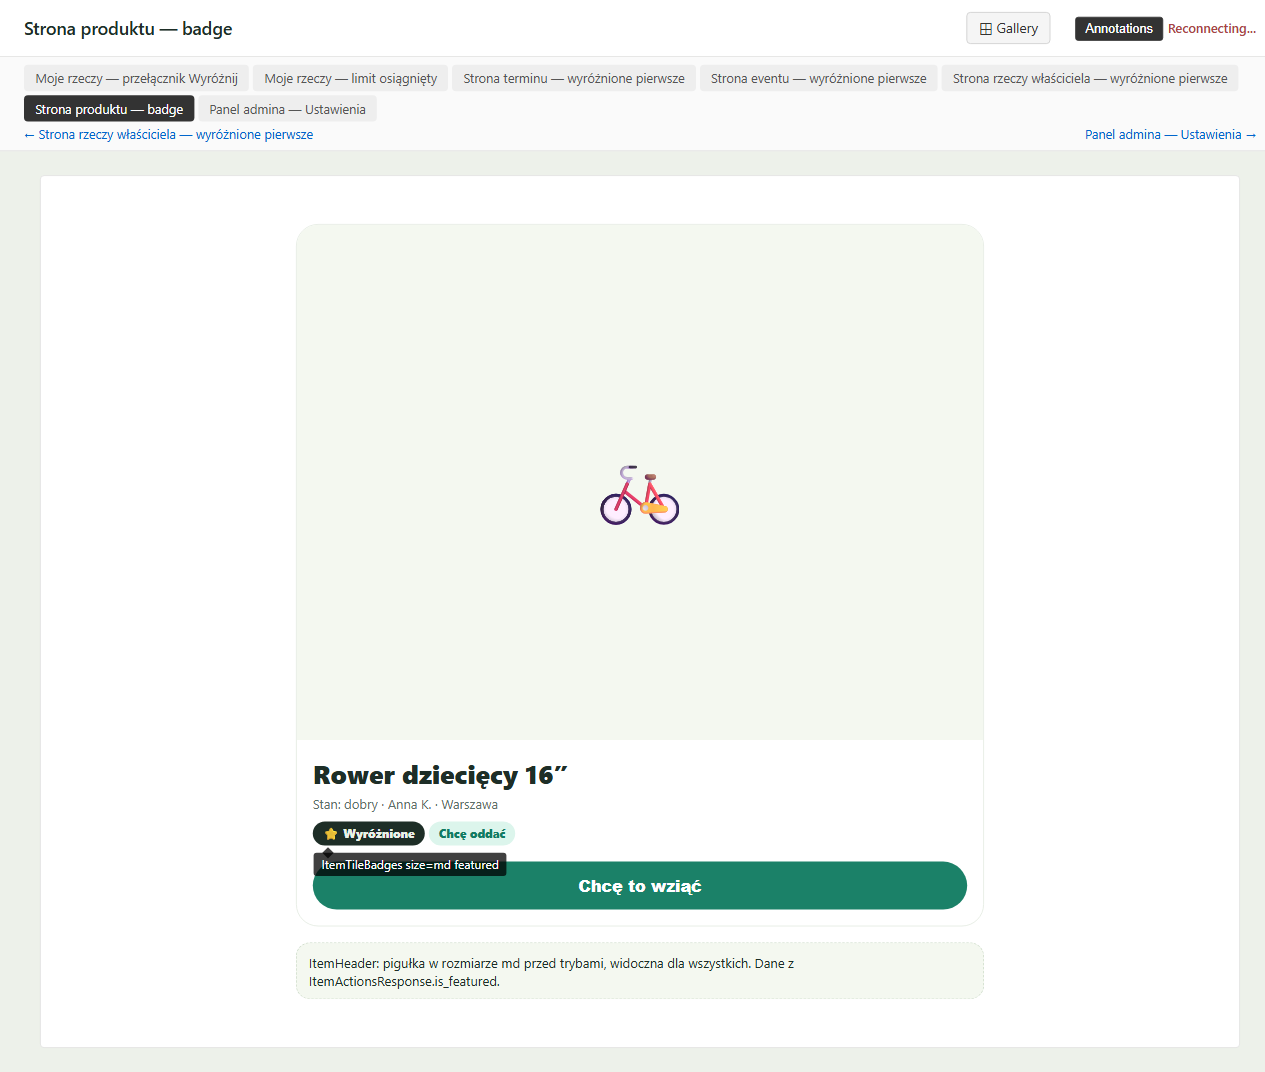 Strona produktu — badge
Gallery
Annotations
Reconnecting...
Moje rzeczy — przełącznik Wyróżnij
Moje rzeczy — limit osiągnięty
Strona terminu — wyróżnione pierwsze
Strona eventu — wyróżnione pierwsze
Strona rzeczy właściciela — wyróżnione pierwsze
Strona produktu — badge
Panel admina — Ustawienia
← Strona rzeczy właściciela — wyróżnione pierwsze
Panel admina — Ustawienia →
Rower dziecięcy 16″
Stan: dobry · Anna K. · Warszawa
Wyróżnione
Chcę oddać
ItemTileBadges size=md featured
Chcę to wziąć
ItemHeader: pigułka w rozmiarze md przed trybami, widoczna dla wszystkich. Dane z
ItemActionsResponse.is_featured.